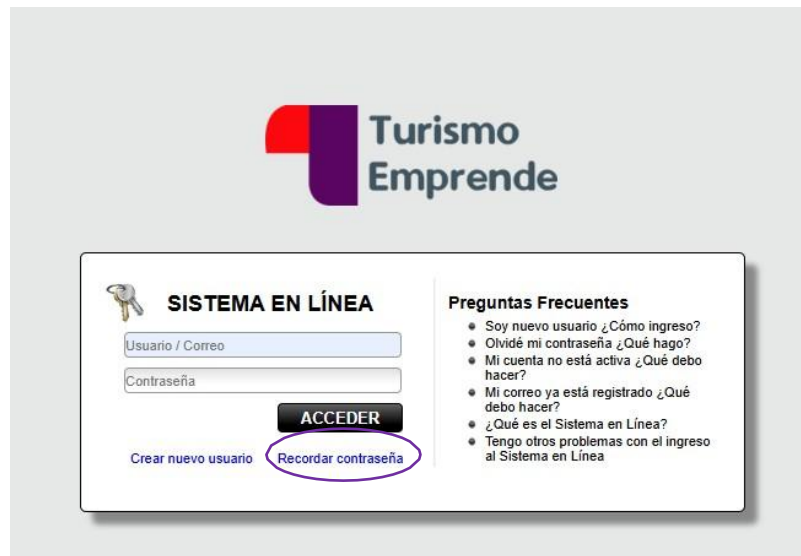 Turismo
Emprende
SISTEMA EN LÍNEA
Usuario / Correo
Contraseña
ACCEDER
Crear nuevo usuario
Recordar contraseña
Preguntas Frecuentes
Soy nuevo usuario ¿Cómo ingreso?
Olvidé mi contraseña ¿Qué hago?
Mi cuenta no está activa ¿Qué debo
hacer?
Mi correo ya está registrado ¿Qué
debo hacer?
¿Qué es el Sistema en Línea?
Tengo otros problemas con el ingreso
al Sistema en Línea